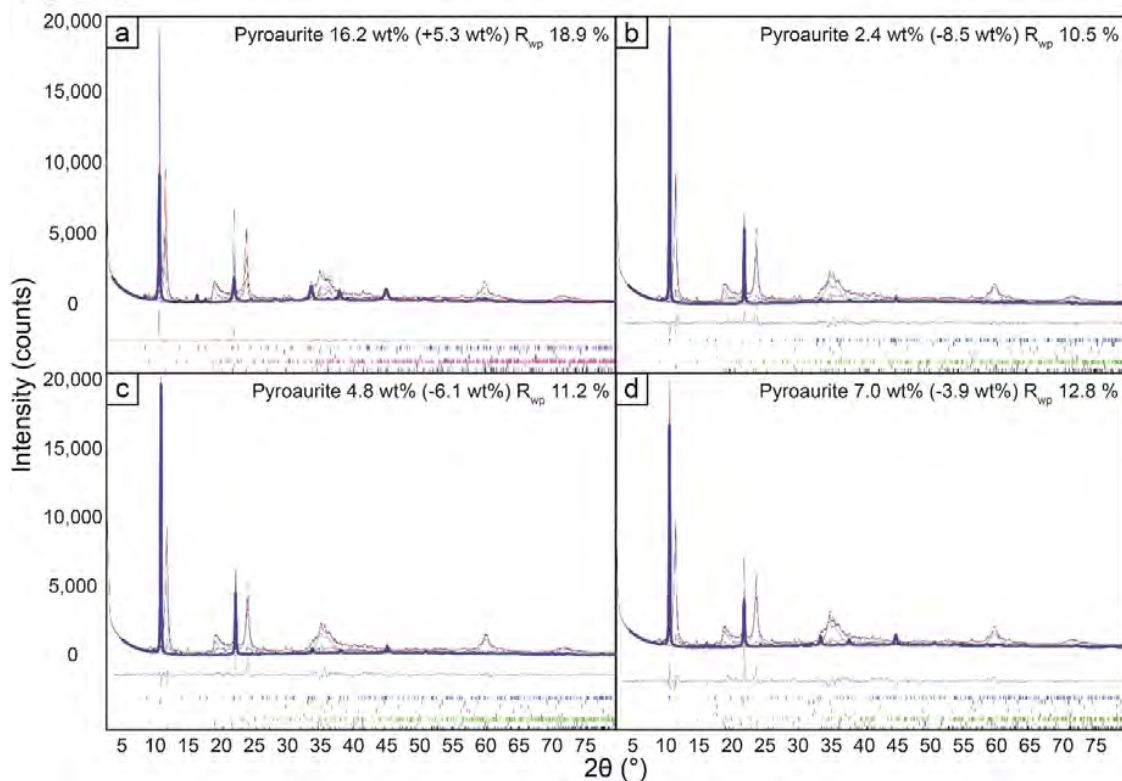 a
Pyroaurite 16.2 wt% (+5.3 wt%) Rwp 18.9 %
b
Pyroaurite 2.4 wt% (-8.5 wt%) Rwp 10.5 %
c
Pyroaurite 4.8 wt% (-6.1 wt%) Rwp 11.2 %
d
Pyroaurite 7.0 wt% (-3.9 wt%) Rwp 12.8 %
Intensity (counts)
20,000
15,000
10,000
5,000
0
20,000
15,000
10,000
5,000
0
5 10 15 20 25 30 35 40 45 50 55 60 65 70 75
5 10 15 20 25 30 35 40 45 50 55 60 65 70 75
2θ (°)